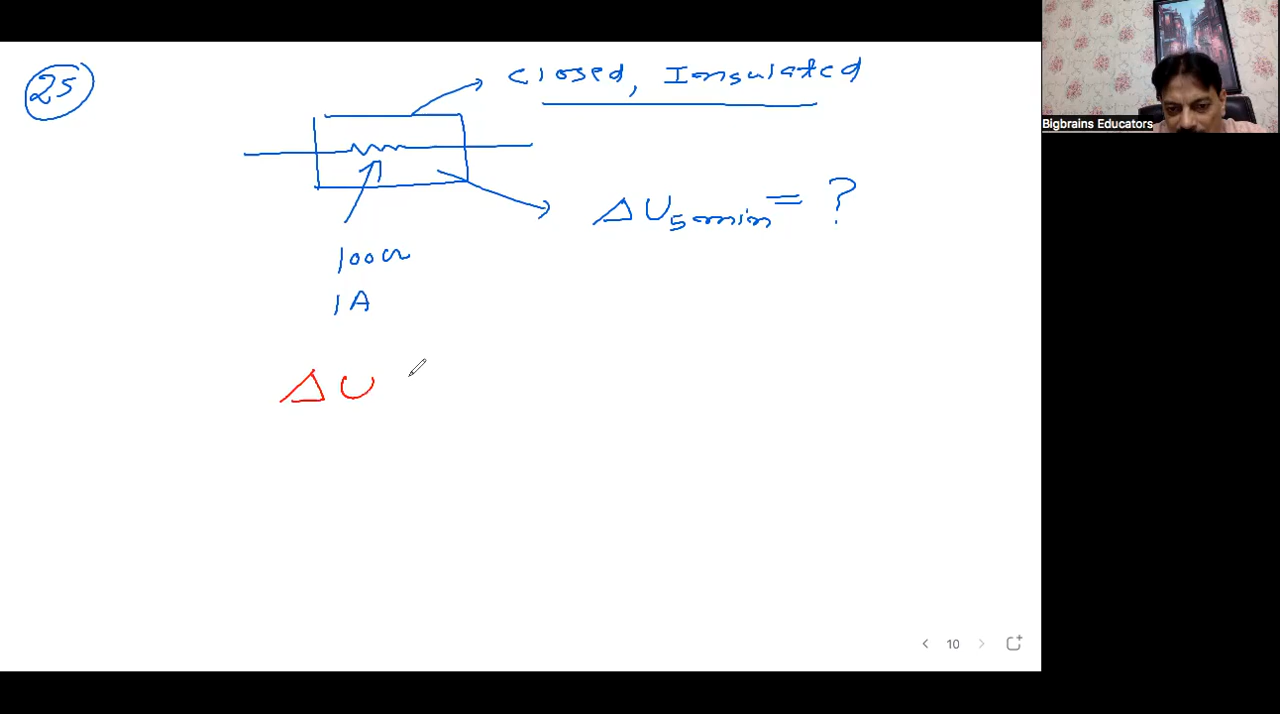 25
closed, Insulated
ΔU5min = ?
100Ω
1A
ΔU
Bigbrains Educators
< 10 >